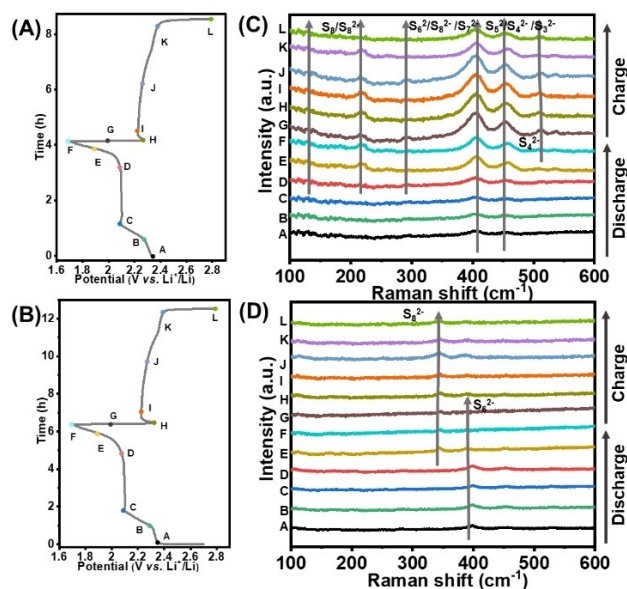 (A)
8
6
4
2
0
Time (h)
L
K
J
I
H
G
F
E
D
C
B
A
1.6 1.8 2.0 2.2 2.4 2.6 2.8
Potential (V vs. Li⁺/Li)
(C)
S₈/S₈²⁻ S₆²⁻/S₈²⁻/S₇²⁻ S₅²⁻ S₄²⁻/S₃²⁻
S₄²⁻
L
K
J
I
H
G
F
E
D
C
B
A
Intensity (a.u.)
Charge
Discharge
100 200 300 400 500 600
Raman shift (cm⁻¹)
(B)
12
10
8
6
4
2
0
Time (h)
L
K
J
I
H
G
F
E
D
C
B
A
1.6 1.8 2 2.2 2.4 2.6 2.8
Potential (V vs. Li⁺/Li)
(D)
S₈²⁻
S₆²⁻
L
K
J
I
H
G
F
E
D
C
B
A
Intensity (a.u.)
Charge
Discharge
100 200 300 400 500 600
Raman shift (cm⁻¹)